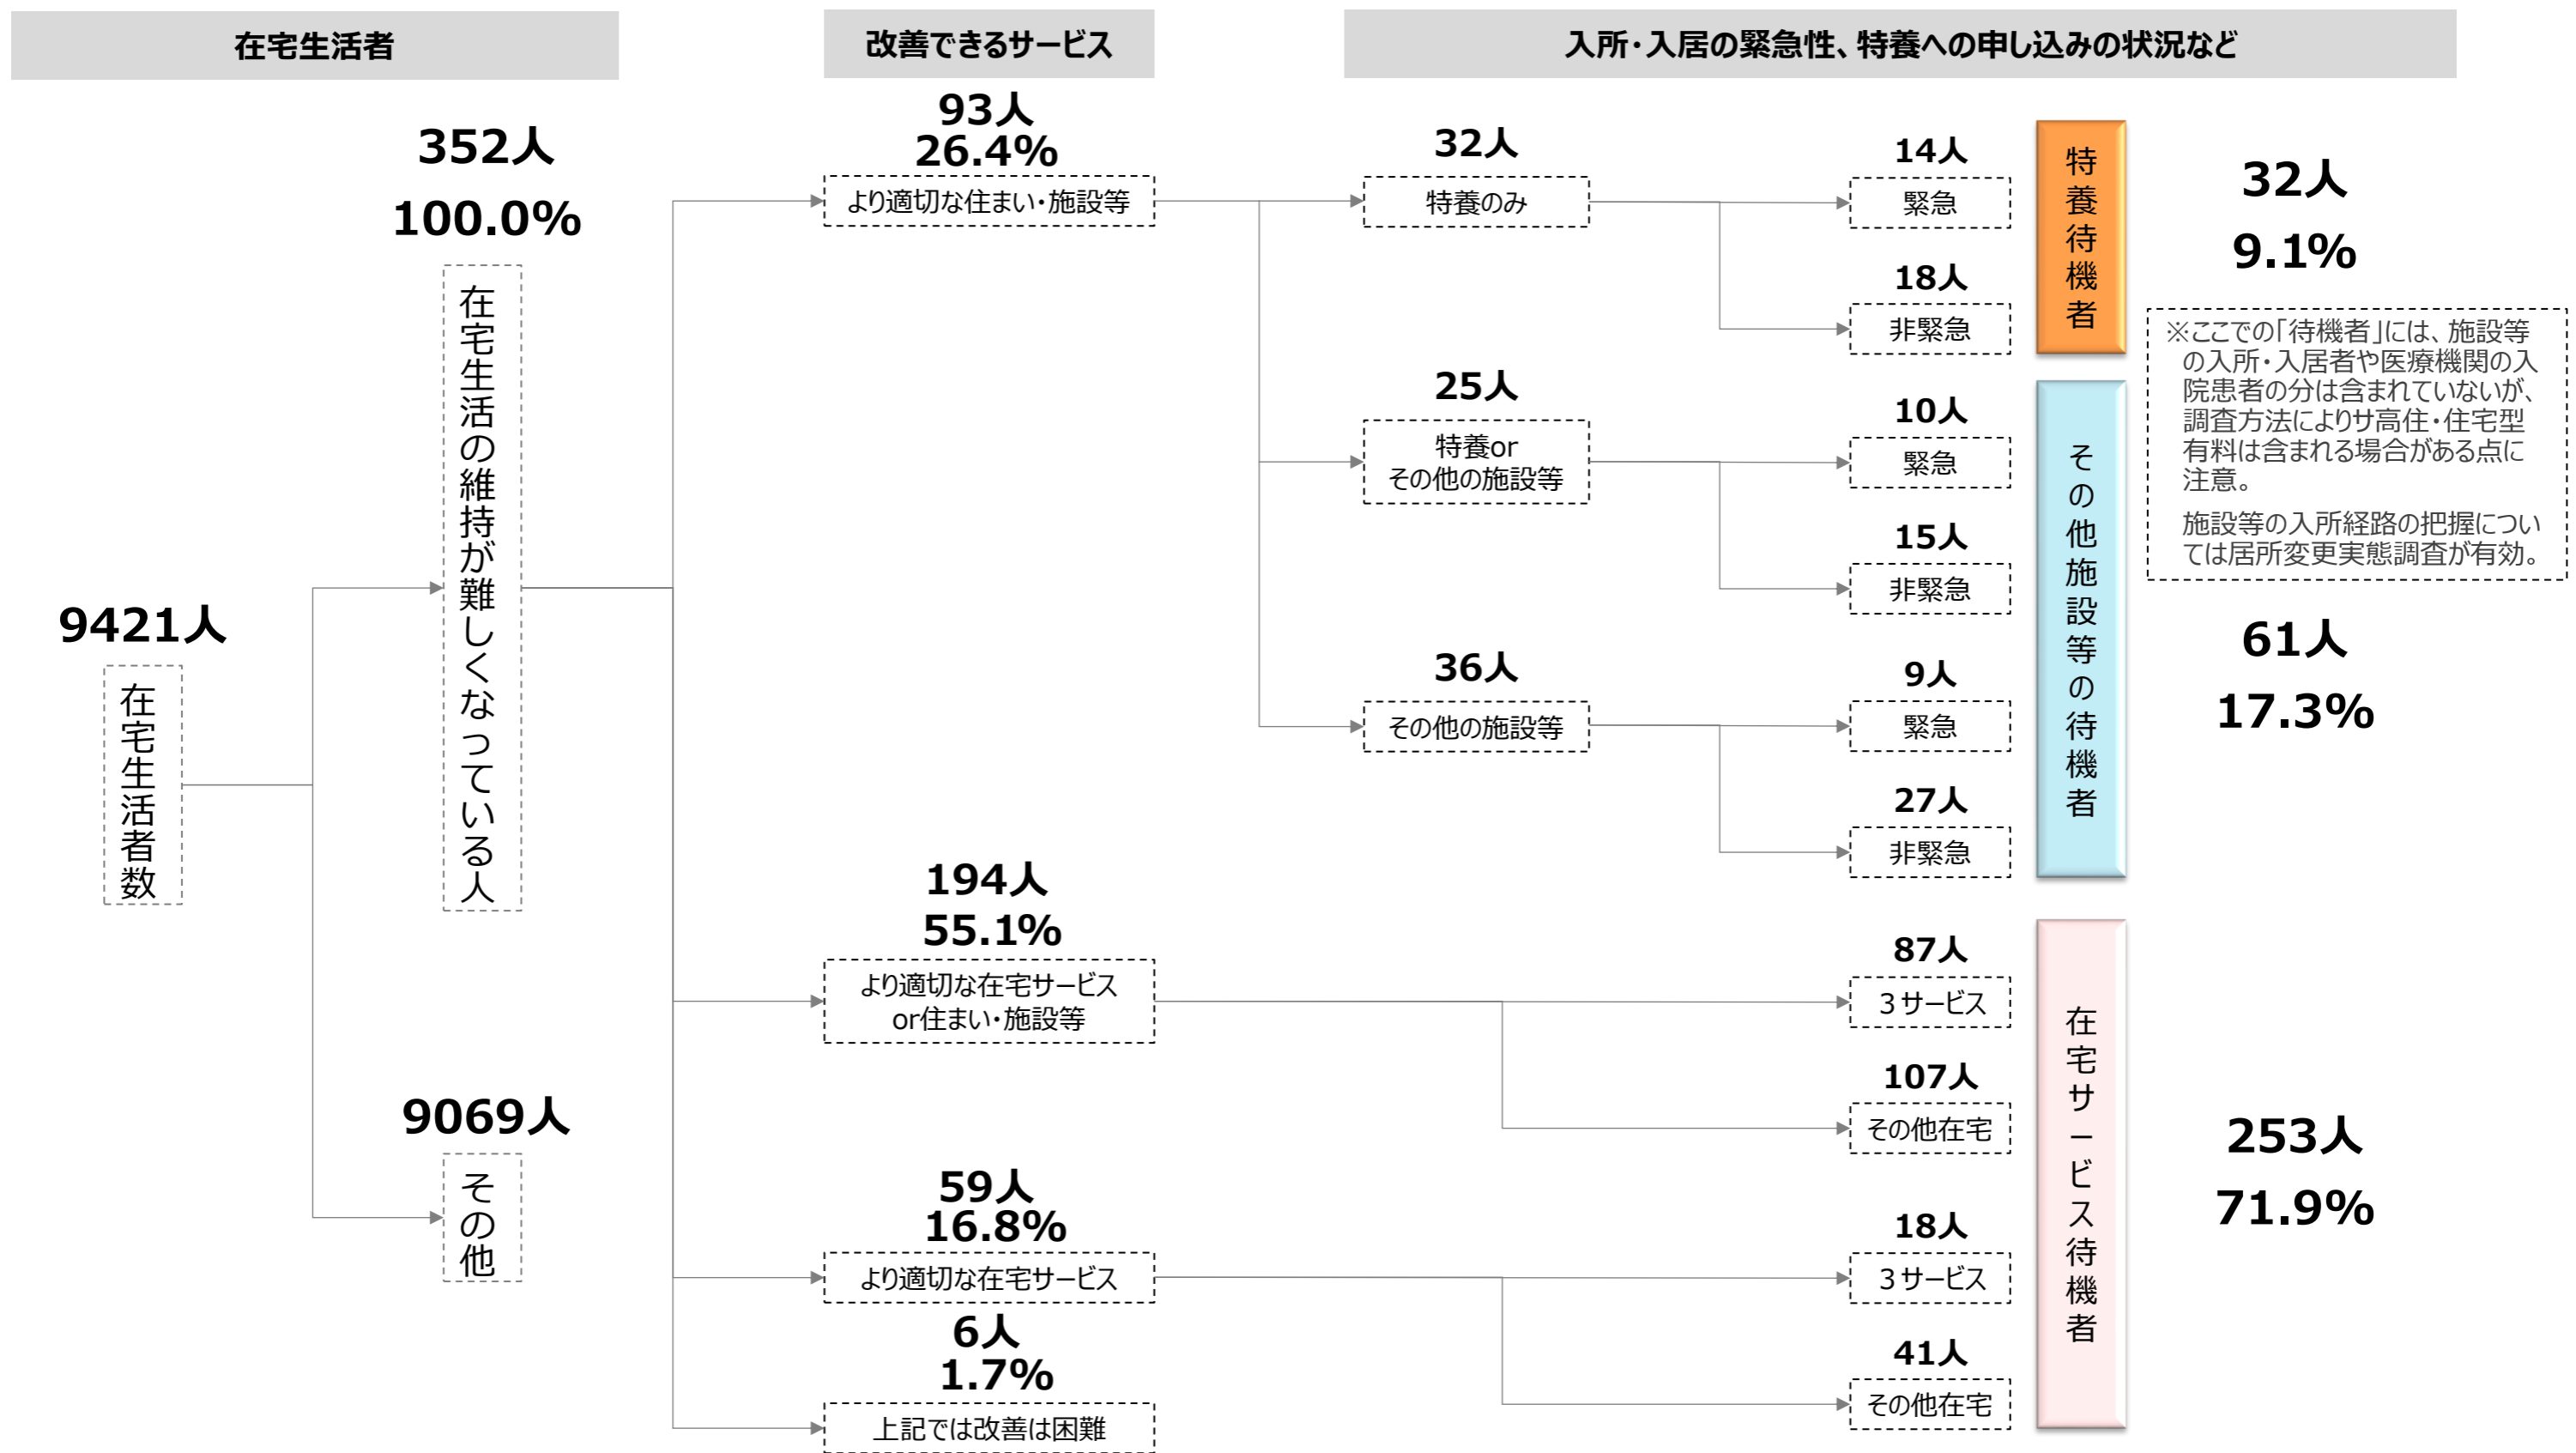 在宅生活者
改善できるサービス
入所・入居の緊急性、特養への申し込みの状況など
9421人
在宅生活者数
352人
100.0%
在宅生活の維持が難しくなっている人
9069人
その他
93人
26.4%
より適切な住まい・施設等
194人
55.1%
より適切な在宅サービス
or住まい・施設等
59人
16.8%
より適切な在宅サービス
6人
1.7%
上記では改善は困難
32人
特養のみ
25人
特養or
その他の施設等
36人
その他の施設等
14人
緊急
18人
非緊急
10人
緊急
15人
非緊急
9人
緊急
27人
非緊急
87人
3サービス
107人
その他在宅
18人
3サービス
41人
その他在宅
特養待機者
32人
9.1%
※ここでの「待機者」には、施設等
の入所・入居者や医療機関の入
院患者の分は含まれていないが、
調査方法によりサ高住・住宅型
有料は含まれる場合がある点に
注意。
施設等の入所経路の把握につい
ては居所変更実態調査が有効。
その他施設等の待機者
61人
17.3%
在宅サービス待機者
253人
71.9%